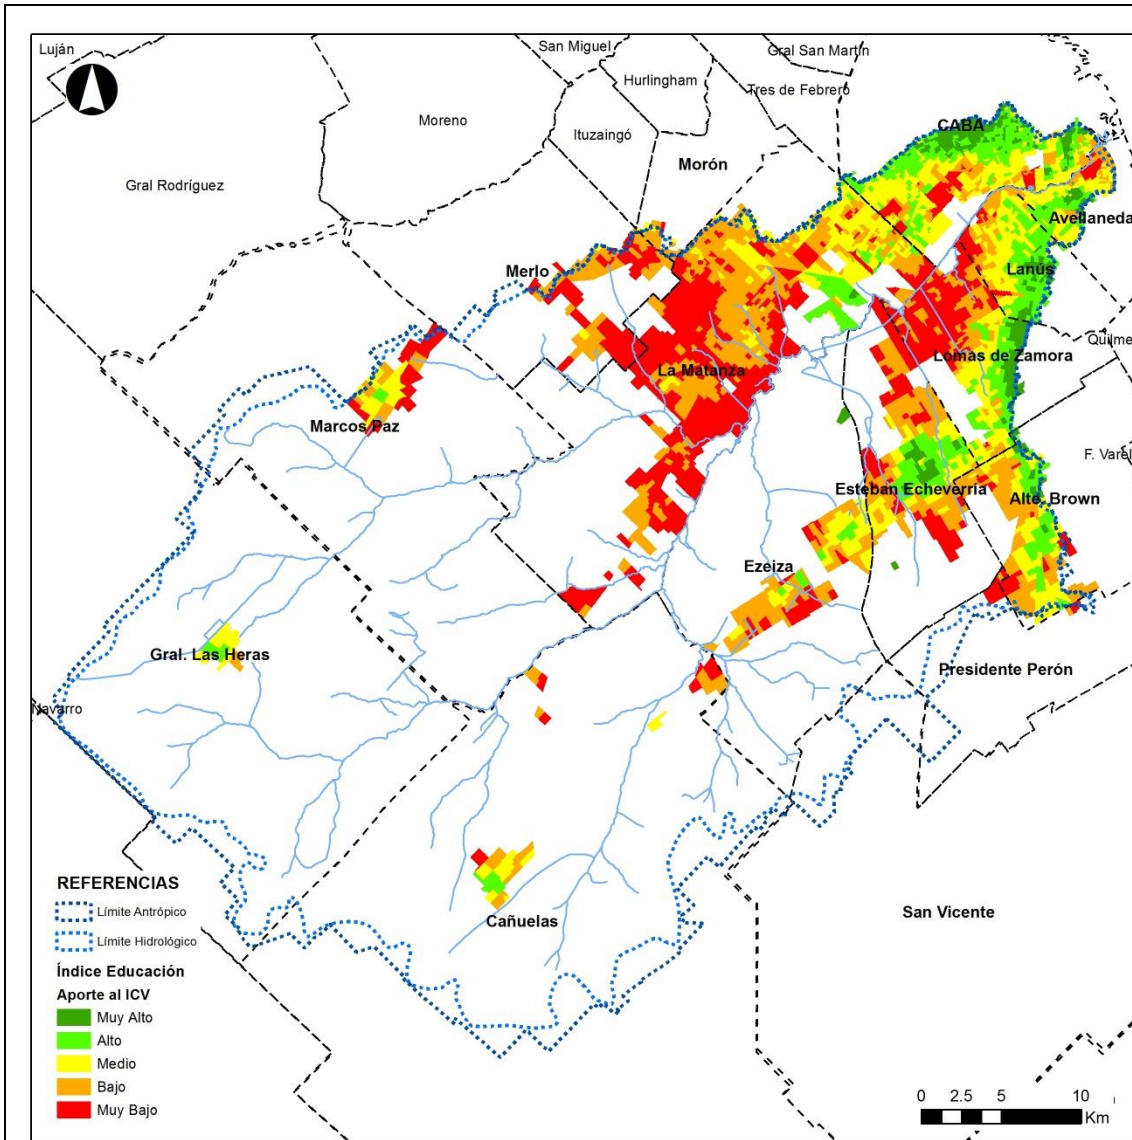 Luján
San Miguel
Gral San Martín
Hurlingham
Tres de Febrero
Moreno
Ituzaingó
CABA
Morón
Gral Rodríguez
Avellaneda
Merlo
Lanús
Quilme
Lomas de Zamora
La Matanza
Marcos Paz
F. Varel
Esteban Echeverría
Alte. Brown
Ezeiza
Gral. Las Heras
Presidente Perón
Navarro
San Vicente
Cañuelas
REFERENCIAS
Límite Antrópico
Límite Hidrológico
Índice Educación
Aporte al ICV
Muy Alto
Alto
Medio
Bajo
Muy Bajo
0 2.5 5 10
Km